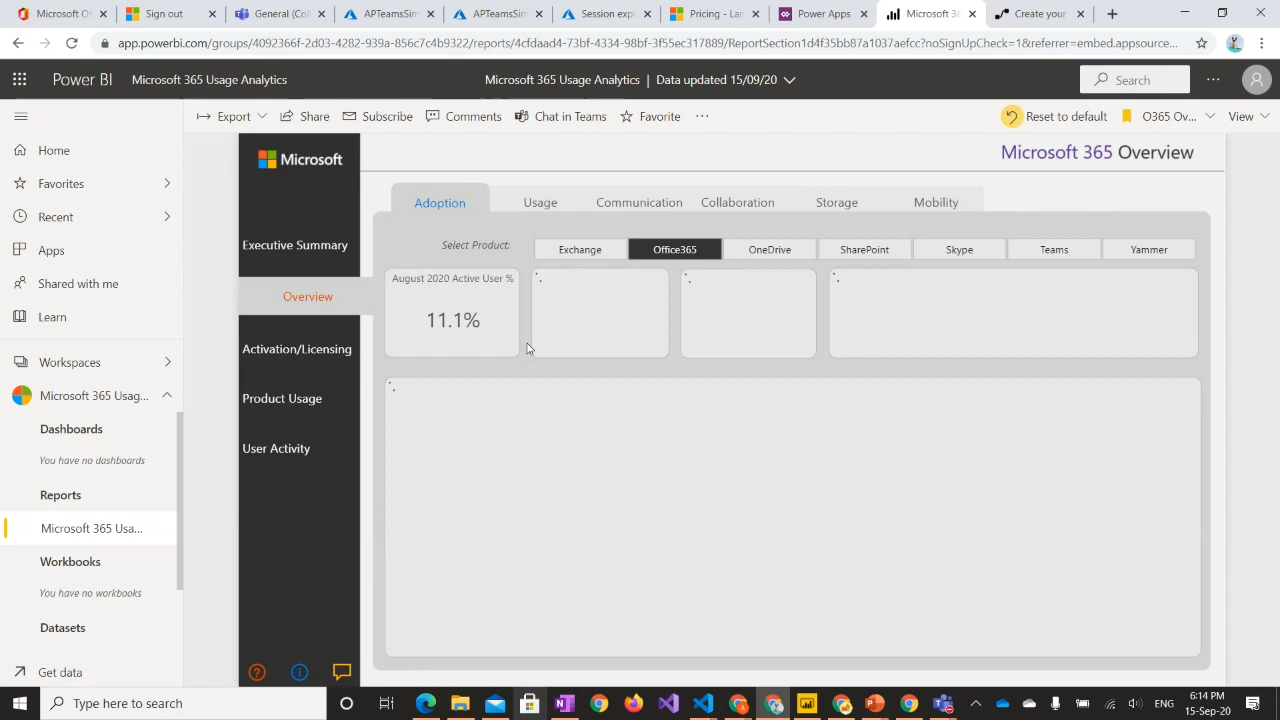 Microsoft Of
Sign out
General (Col
APTeamsSim
APTeamsSim
Session exp
Pricing - Lan
Power Apps
Microsoft 36
Create your
app.powerbi.com/groups/4092366f-2d03-4282-939a-856c7c4b9322/reports/4cfdaad4-73bf-4334-98bf-3f55ec317889/ReportSection1d4f35bb87a1037aefcc?noSignUpCheck=1&referrer=embed.appsource...
Power BI
Microsoft 365 Usage Analytics
Microsoft 365 Usage Analytics | Data updated 15/09/20
Search
Export
Share
Subscribe
Comments
Chat in Teams
Favorite
Reset to default
O365 Ov...
View
Home
Favorites
Recent
Apps
Shared with me
Learn
Workspaces
Microsoft 365 Usag...
Dashboards
You have no dashboards
Reports
Microsoft 365 Usa...
Workbooks
You have no workbooks
Datasets
Get data
Microsoft
Executive Summary
Overview
Activation/Licensing
Product Usage
User Activity
Microsoft 365 Overview
Adoption
Usage
Communication
Collaboration
Storage
Mobility
Select Product:
Exchange
Office365
OneDrive
SharePoint
Skype
Teams
Yammer
August 2020 Active User %
11.1%
Type here to search
ENG
6:14 PM
15-Sep-20